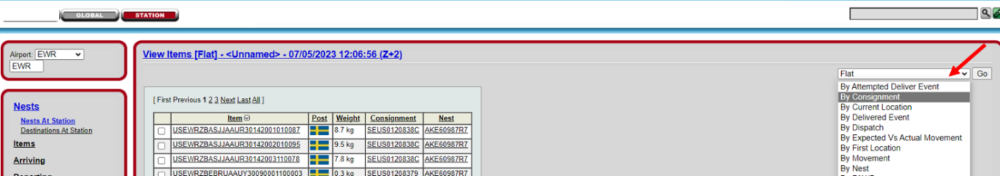 GLOBAL STATION
Airport: EWR
EWR
View Items [Flat] - <Unnamed> - 07/05/2023 12:06:56 (Z+2)
Flat Go
By Attempted Deliver Event
By Consignment
By Current Location
By Delivered Event
By Dispatch
By Expected Vs Actual Movement
By First Location
By Movement
By Nest
[ First Previous 1 2 3 Next Last All ]
Item Post Weight Consignment Nest
USEWRZBASJJAAUR30142001010087 8.7 kg SEUS0120838C AKE60987R7
USEWRZBASJJAAUR30142002010095 9.5 kg SEUS0120838C AKE60987R7
USEWRZBASJJAAUR30142003110078 7.8 kg SEUS0120838C AKE60987R7
USEWRZBEBRUAAUY30090001100003 0.3 kg SEUS01208379 AKE60987R7
Nests
Nests At Station
Destinations At Station
Items
Arriving